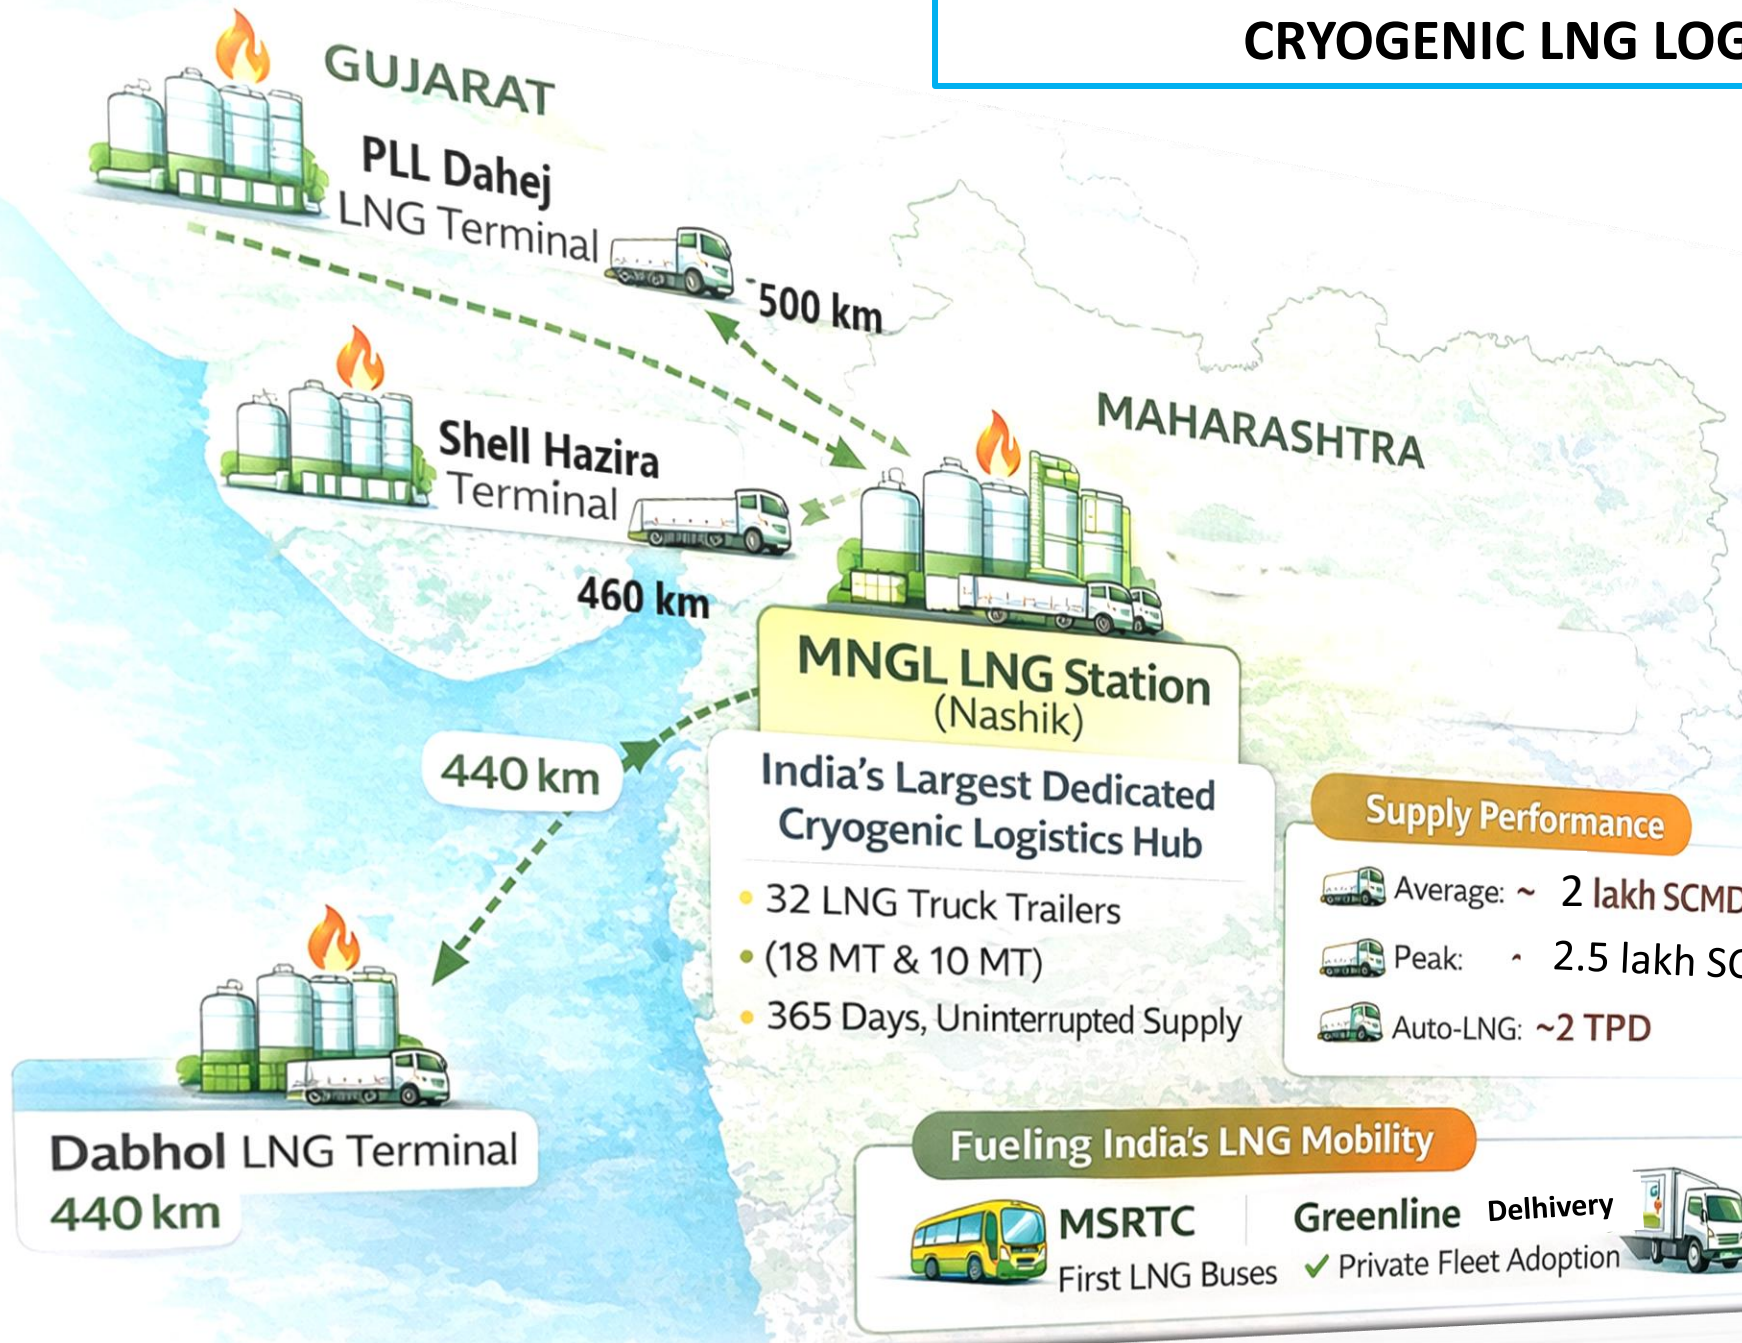 CRYOGENIC LNG LOG
GUJARAT
PLL Dahej
LNG Terminal
~500 km
Shell Hazira
Terminal
460 km
MAHARASHTRA
MNGL LNG Station
(Nashik)
440 km
India's Largest Dedicated
Cryogenic Logistics Hub
• 32 LNG Truck Trailers
• (18 MT & 10 MT)
• 365 Days, Uninterrupted Supply
Supply Performance
Average: ~ 2 lakh SCMD
Peak: ~ 2.5 lakh SC
Auto-LNG: ~2 TPD
Dabhol LNG Terminal
440 km
Fueling India's LNG Mobility
MSRTC
First LNG Buses
Greenline Delhivery
✓ Private Fleet Adoption